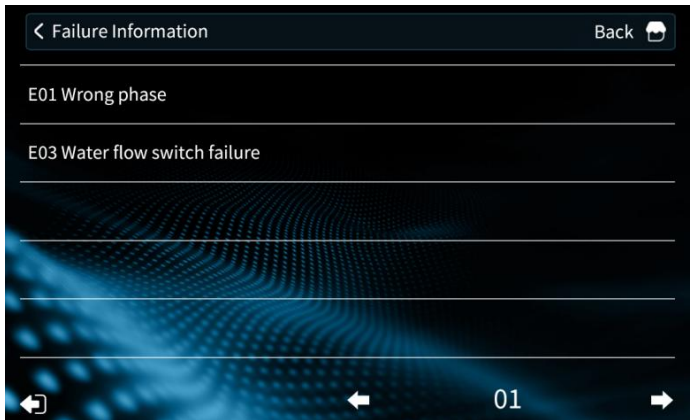 Failure Information Back
E01 Wrong phase
E03 Water flow switch failure
01